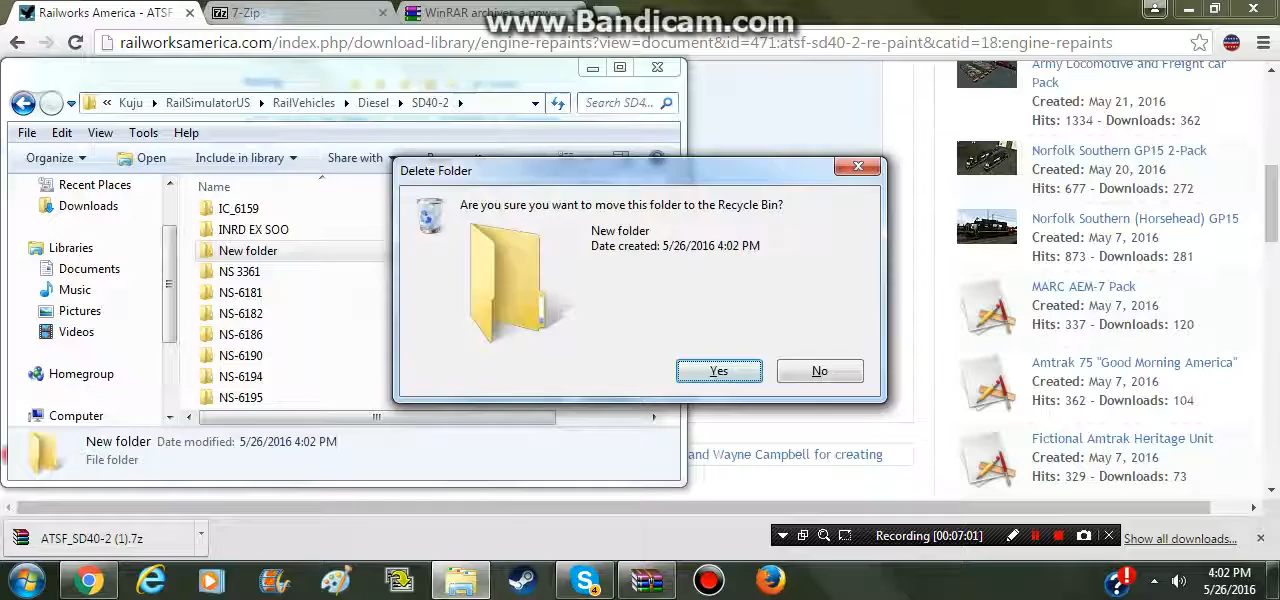 Railworks America - ATSF
7-Zip
WinRAR archiver, a pow
www.Bandicam.com
railworksamerica.com/index.php/download-library/engine-repaints?view=document&id=471:atsf-sd40-2-re-paint&catid=18:engine-repaints
« Kuju RailSimulatorUS RailVehicles Diesel SD40-2
Search SD4...
File Edit View Tools Help
Organize Open Include in library Share with
Recent Places
Downloads
Libraries
Documents
Music
Pictures
Videos
Homegroup
Computer
Name
IC_6159
INRD EX SOO
New folder
NS 3361
NS-6181
NS-6182
NS-6186
NS-6190
NS-6194
NS-6195
New folder Date modified: 5/26/2016 4:02 PM
File folder
Delete Folder
Are you sure you want to move this folder to the Recycle Bin?
New folder
Date created: 5/26/2016 4:02 PM
Yes
No
and Wayne Campbell for creating
Army Locomotive and Freight car
Pack
Created: May 21, 2016
Hits: 1334 - Downloads: 362
Norfolk Southern GP15 2-Pack
Created: May 20, 2016
Hits: 677 - Downloads: 272
Norfolk Southern (Horsehead) GP15
Created: May 7, 2016
Hits: 873 - Downloads: 281
MARC AEM-7 Pack
Created: May 7, 2016
Hits: 337 - Downloads: 120
Amtrak 75 "Good Morning America"
Created: May 7, 2016
Hits: 362 - Downloads: 104
Fictional Amtrak Heritage Unit
Created: May 7, 2016
Hits: 329 - Downloads: 73
ATSF_SD40-2 (1).7z
Recording [00:07:01]
Show all downloads...
4
4:02 PM
5/26/2016